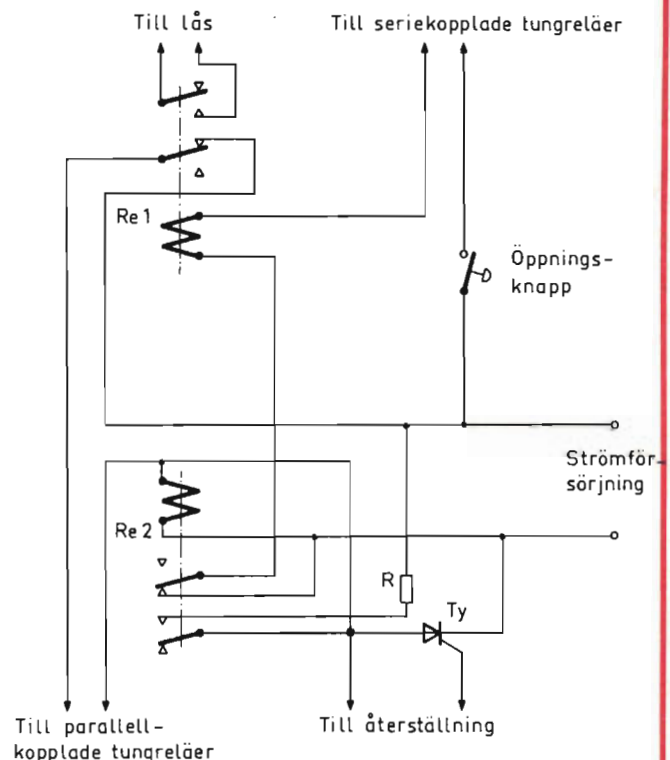 Till lås
Till seriekopplade tungreläer
Re 1
Öppnings-
knapp
Strömför-
sörjning
Re 2
R
Ty
Till parallell-
kopplade tungreläer
Till återställning